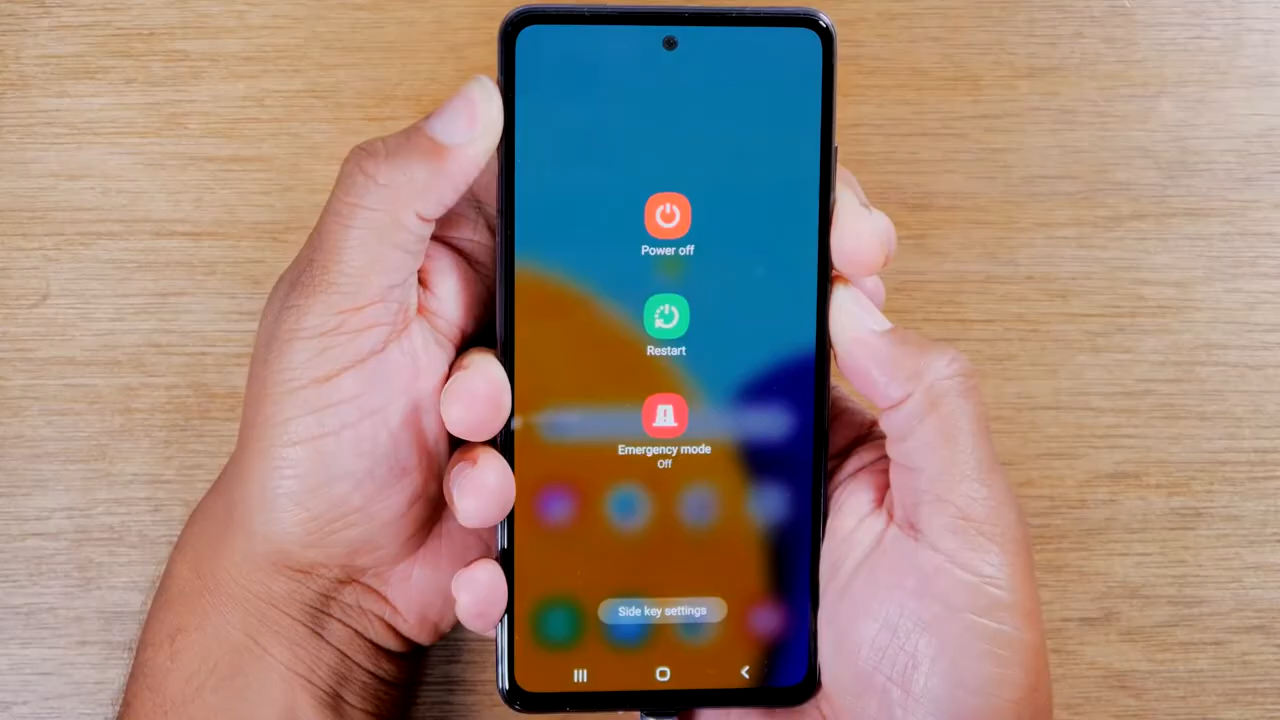 Power off
Restart
Emergency mode
Off
Side key settings